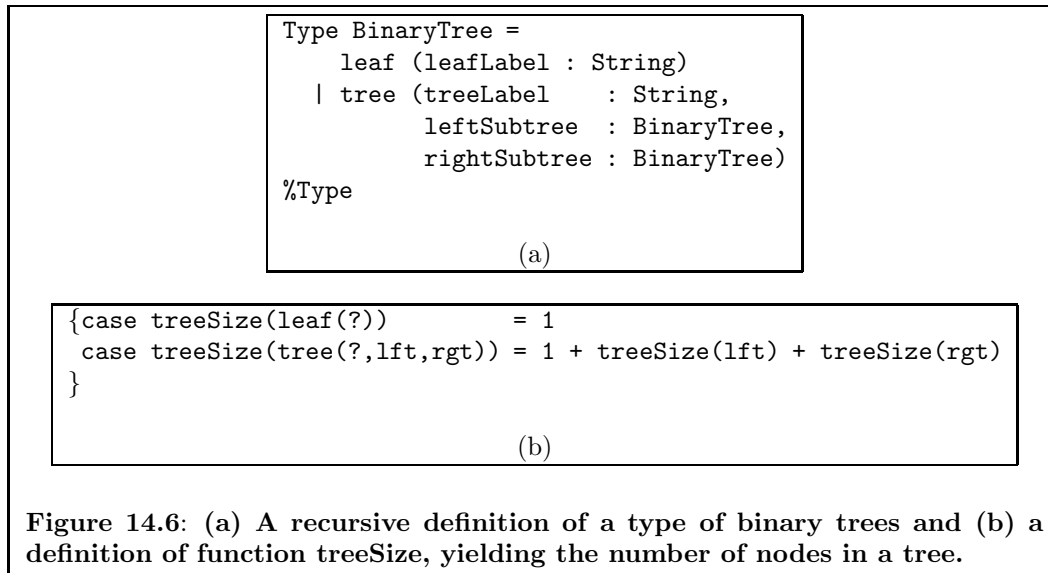 Type BinaryTree =
    leaf (leafLabel : String)
  | tree (treeLabel    : String,
          leftSubtree  : BinaryTree,
          rightSubtree : BinaryTree)
%Type
(a)
{case treeSize(leaf(?))         = 1
 case treeSize(tree(?,lft,rgt)) = 1 + treeSize(lft) + treeSize(rgt)
}
(b)
Figure 14.6: (a) A recursive definition of a type of binary trees and (b) a
definition of function treeSize, yielding the number of nodes in a tree.